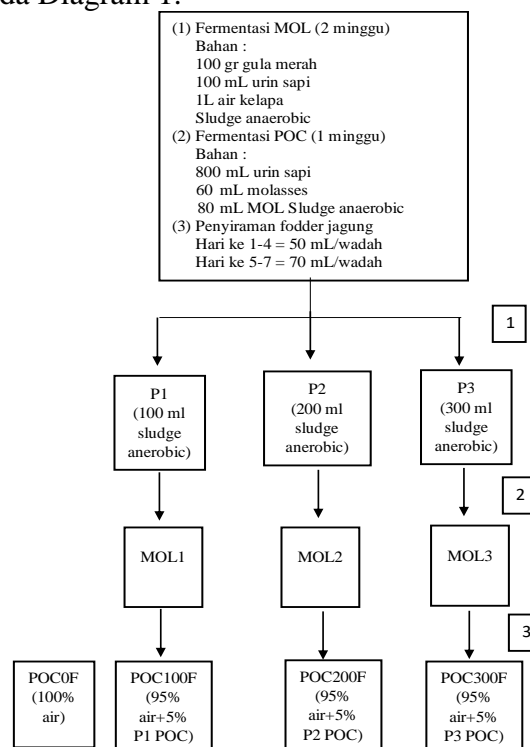 da Diagram 1.
(1) Fermentasi MOL (2 minggu)
Bahan :
100 gr gula merah
100 mL urin sapi
1L air kelapa
Sludge anaerobic
(2) Fermentasi POC (1 minggu)
Bahan :
800 mL urin sapi
60 mL molasses
80 mL MOL Sludge anaerobic
(3) Penyiraman fodder jagung
Hari ke 1-4 = 50 mL/wadah
Hari ke 5-7 = 70 mL/wadah
1
P1
(100 ml
sludge
anerobic)
P2
(200 ml
sludge
anerobic)
P3
(300 ml
sludge
anerobic)
2
MOL1
MOL2
MOL3
3
POC0F
(100%
air)
POC100F
(95%
air+5%
P1 POC)
POC200F
(95%
air+5%
P2 POC)
POC300F
(95%
air+5%
P3 POC)